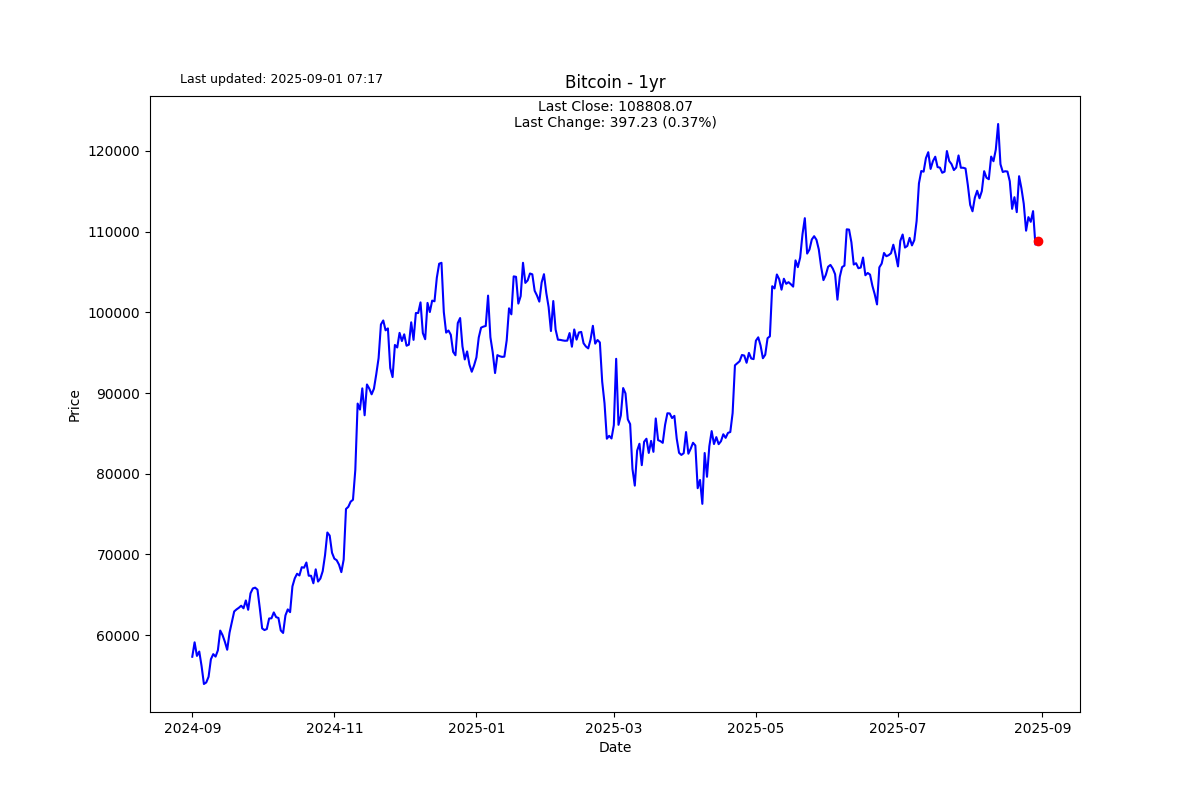 Last updated: 2025-09-01 07:17
Bitcoin - 1yr
Last Close: 108808.07
Last Change: 397.23 (0.37%)
120000
110000
100000
90000
80000
70000
60000
Price
2024-09
2024-11
2025-01
2025-03
2025-05
2025-07
2025-09
Date